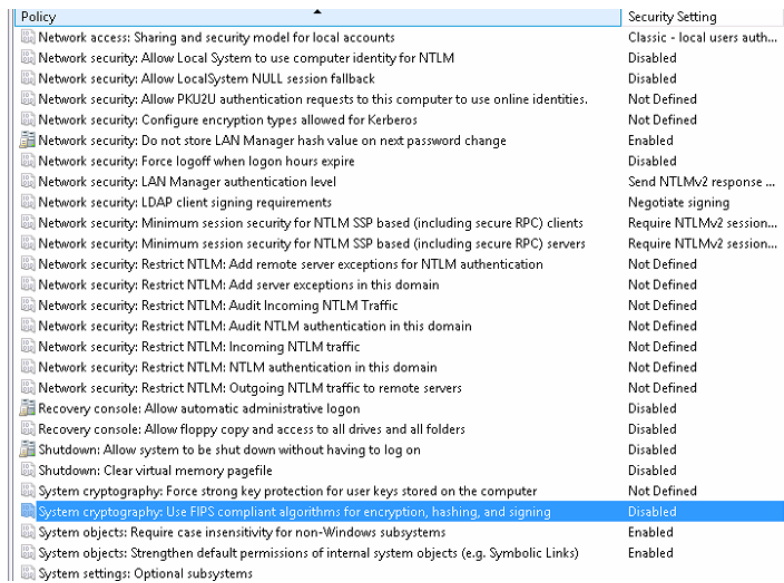 Policy Security Setting
Network access: Sharing and security model for local accounts Classic - local users auth...
Network security: Allow Local System to use computer identity for NTLM Disabled
Network security: Allow LocalSystem NULL session fallback Disabled
Network security: Allow PKU2U authentication requests to this computer to use online identities. Not Defined
Network security: Configure encryption types allowed for Kerberos Not Defined
Network security: Do not store LAN Manager hash value on next password change Enabled
Network security: Force logoff when logon hours expire Disabled
Network security: LAN Manager authentication level Send NTLMv2 response ...
Network security: LDAP client signing requirements Negotiate signing
Network security: Minimum session security for NTLM SSP based (including secure RPC) clients Require NTLMv2 session...
Network security: Minimum session security for NTLM SSP based (including secure RPC) servers Require NTLMv2 session...
Network security: Restrict NTLM: Add remote server exceptions for NTLM authentication Not Defined
Network security: Restrict NTLM: Add server exceptions in this domain Not Defined
Network security: Restrict NTLM: Audit Incoming NTLM Traffic Not Defined
Network security: Restrict NTLM: Audit NTLM authentication in this domain Not Defined
Network security: Restrict NTLM: Incoming NTLM traffic Not Defined
Network security: Restrict NTLM: NTLM authentication in this domain Not Defined
Network security: Restrict NTLM: Outgoing NTLM traffic to remote servers Not Defined
Recovery console: Allow automatic administrative logon Disabled
Recovery console: Allow floppy copy and access to all drives and all folders Disabled
Shutdown: Allow system to be shut down without having to log on Disabled
Shutdown: Clear virtual memory pagefile Disabled
System cryptography: Force strong key protection for user keys stored on the computer Not Defined
System cryptography: Use FIPS compliant algorithms for encryption, hashing, and signing Disabled
System objects: Require case insensitivity for non-Windows subsystems Enabled
System objects: Strengthen default permissions of internal system objects (e.g. Symbolic Links) Enabled
System settings: Optional subsystems